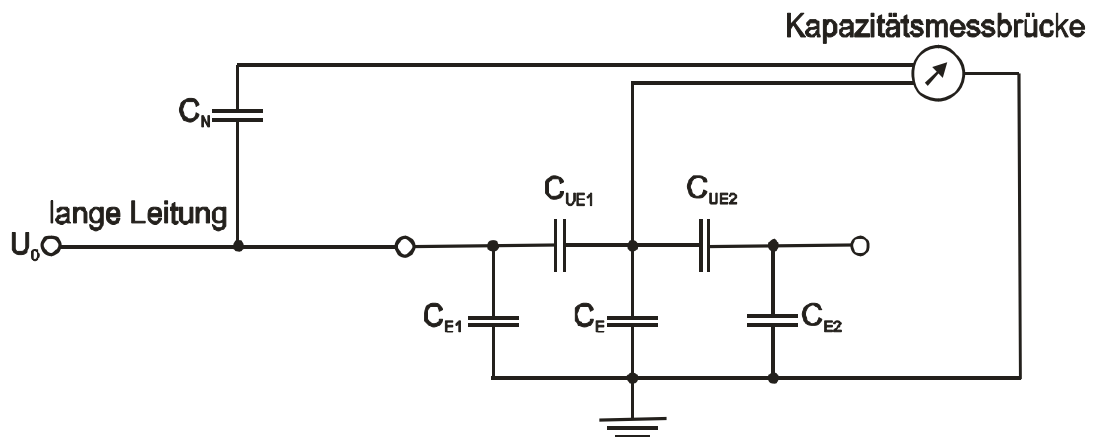 Kapazitätsmessbrücke
C_N
C_UE1
C_UE2
lange Leitung
U_0
C_E1
C_E
C_E2